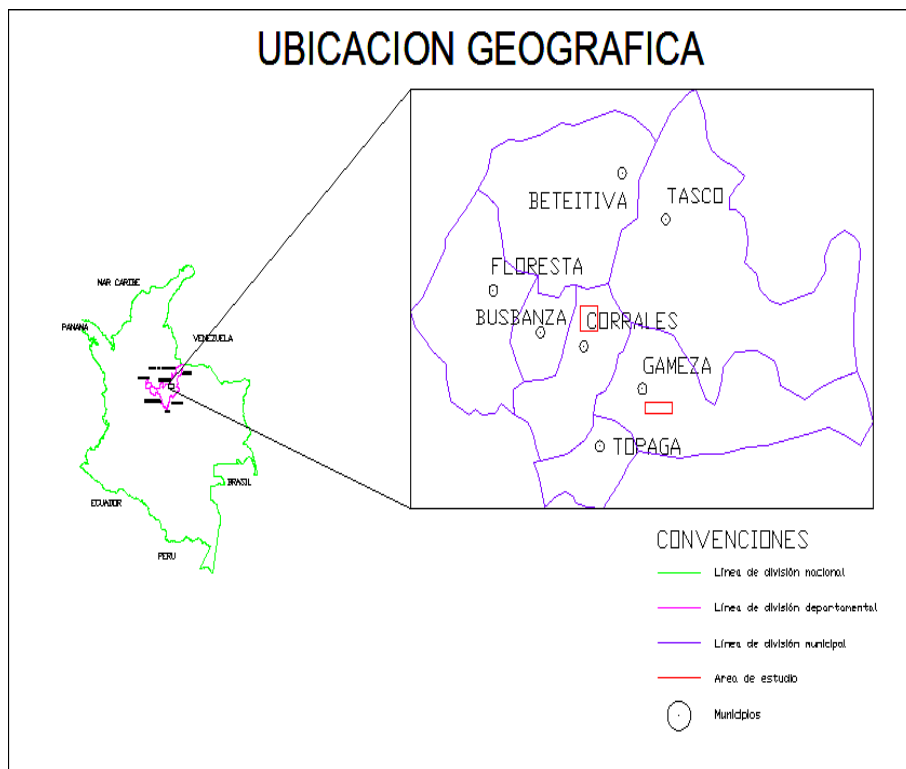 UBICACION GEOGRAFICA
BETEITIVA
TASCO
FLORESTA
BUSBANZA
CORRALES
GAMEZA
TOPAGA
MAR CARIBE
PANAMA
VENEZUELA
BRASIL
ECUADOR
PERU
CONVENCIONES
Línea de división nacional
Línea de división departamental
Línea de división municipal
Area de estudio
Municipios